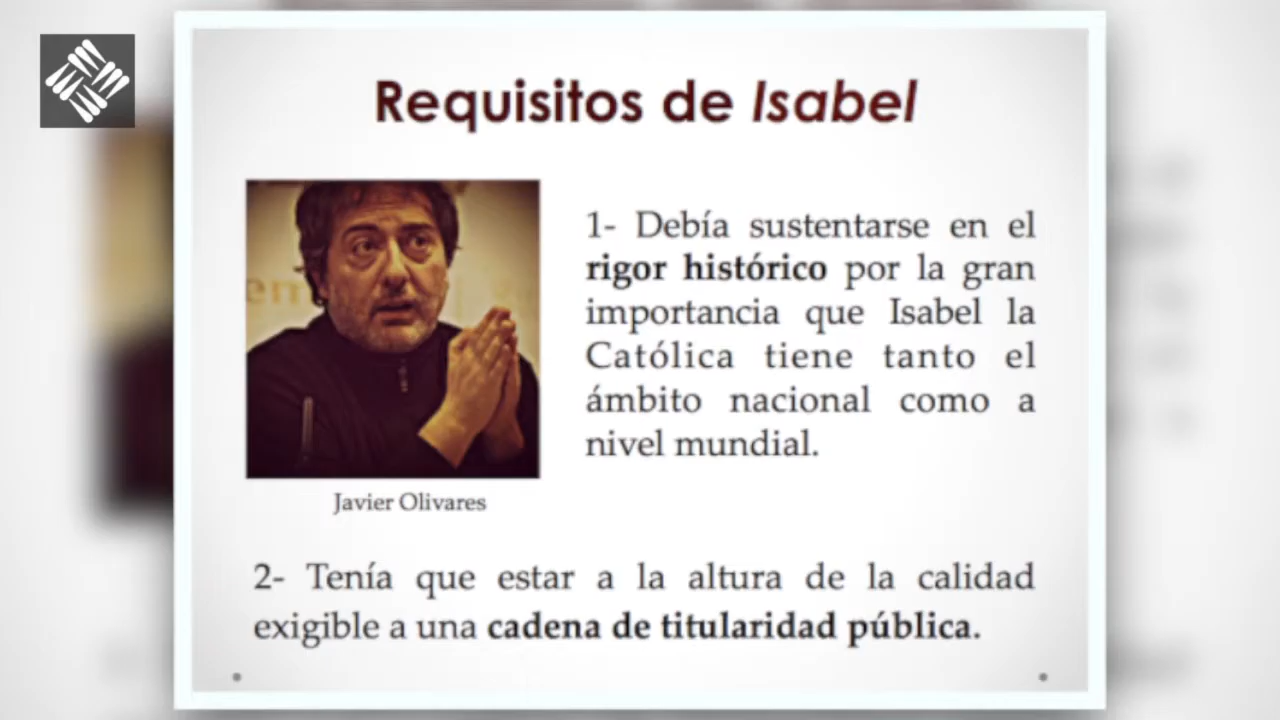 Requisitos de Isabel
1- Debía sustentarse en el
rigor histórico por la gran
importancia que Isabel la
Católica tiene tanto el
ámbito nacional como a
nivel mundial.
Javier Olivares
2- Tenía que estar a la altura de la calidad
exigible a una cadena de titularidad pública.